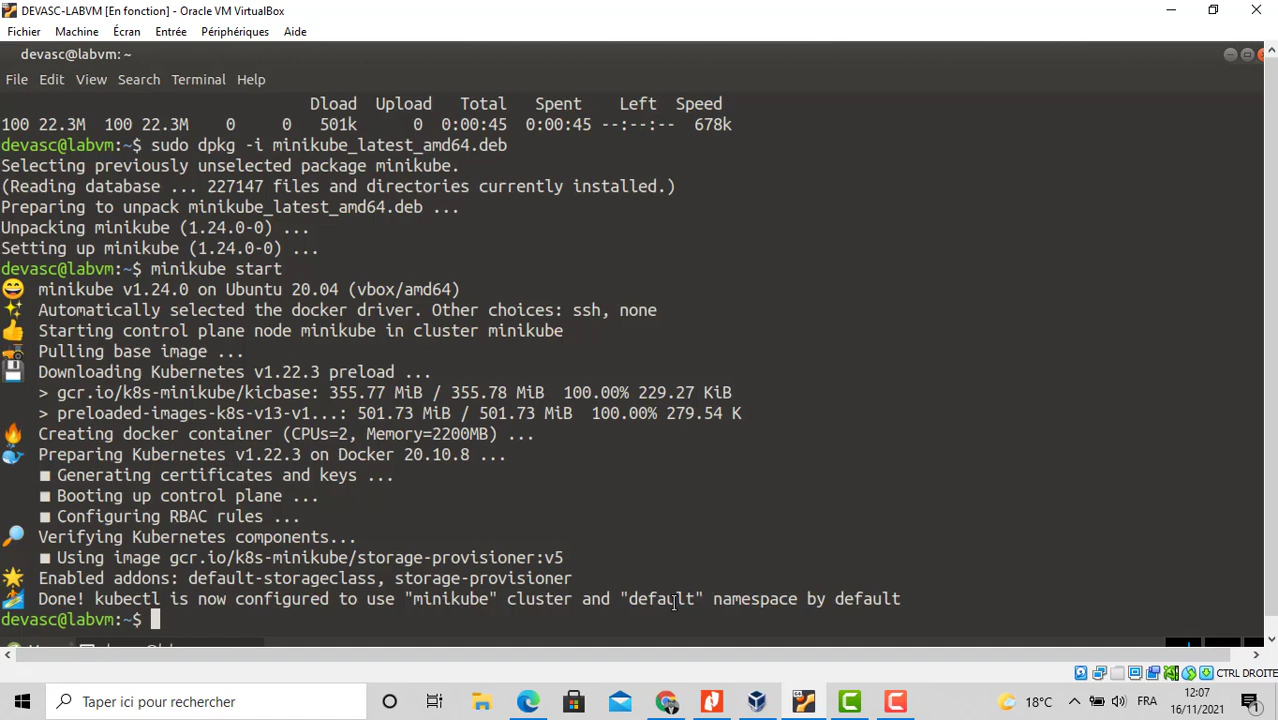 DEVASC-LABVM [En fonction] - Oracle VM VirtualBox
Fichier Machine Écran Entrée Périphériques Aide
devasc@labvm: ~
File Edit View Search Terminal Help
Dload Upload Total Spent Left Speed
100 22.3M 100 22.3M 0 0 501k 0 0:00:45 0:00:45 --:--:-- 678k
devasc@labvm:~$ sudo dpkg -i minikube_latest_amd64.deb
Selecting previously unselected package minikube.
(Reading database ... 227147 files and directories currently installed.)
Preparing to unpack minikube_latest_amd64.deb ...
Unpacking minikube (1.24.0-0) ...
Setting up minikube (1.24.0-0) ...
devasc@labvm:~$ minikube start
minikube v1.24.0 on Ubuntu 20.04 (vbox/amd64)
Automatically selected the docker driver. Other choices: ssh, none
Starting control plane node minikube in cluster minikube
Pulling base image ...
Downloading Kubernetes v1.22.3 preload ...
> gcr.io/k8s-minikube/kicbase: 355.77 MiB / 355.78 MiB 100.00% 229.27 KiB
> preloaded-images-k8s-v13-v1...: 501.73 MiB / 501.73 MiB 100.00% 279.54 K
Creating docker container (CPUs=2, Memory=2200MB) ...
Preparing Kubernetes v1.22.3 on Docker 20.10.8 ...
Generating certificates and keys ...
Booting up control plane ...
Configuring RBAC rules ...
Verifying Kubernetes components...
Using image gcr.io/k8s-minikube/storage-provisioner:v5
Enabled addons: default-storageclass, storage-provisioner
Done! kubectl is now configured to use "minikube" cluster and "default" namespace by default
devasc@labvm:~$
CTRL DROITE
Taper ici pour rechercher
18°C
FRA
12:07
16/11/2021
1